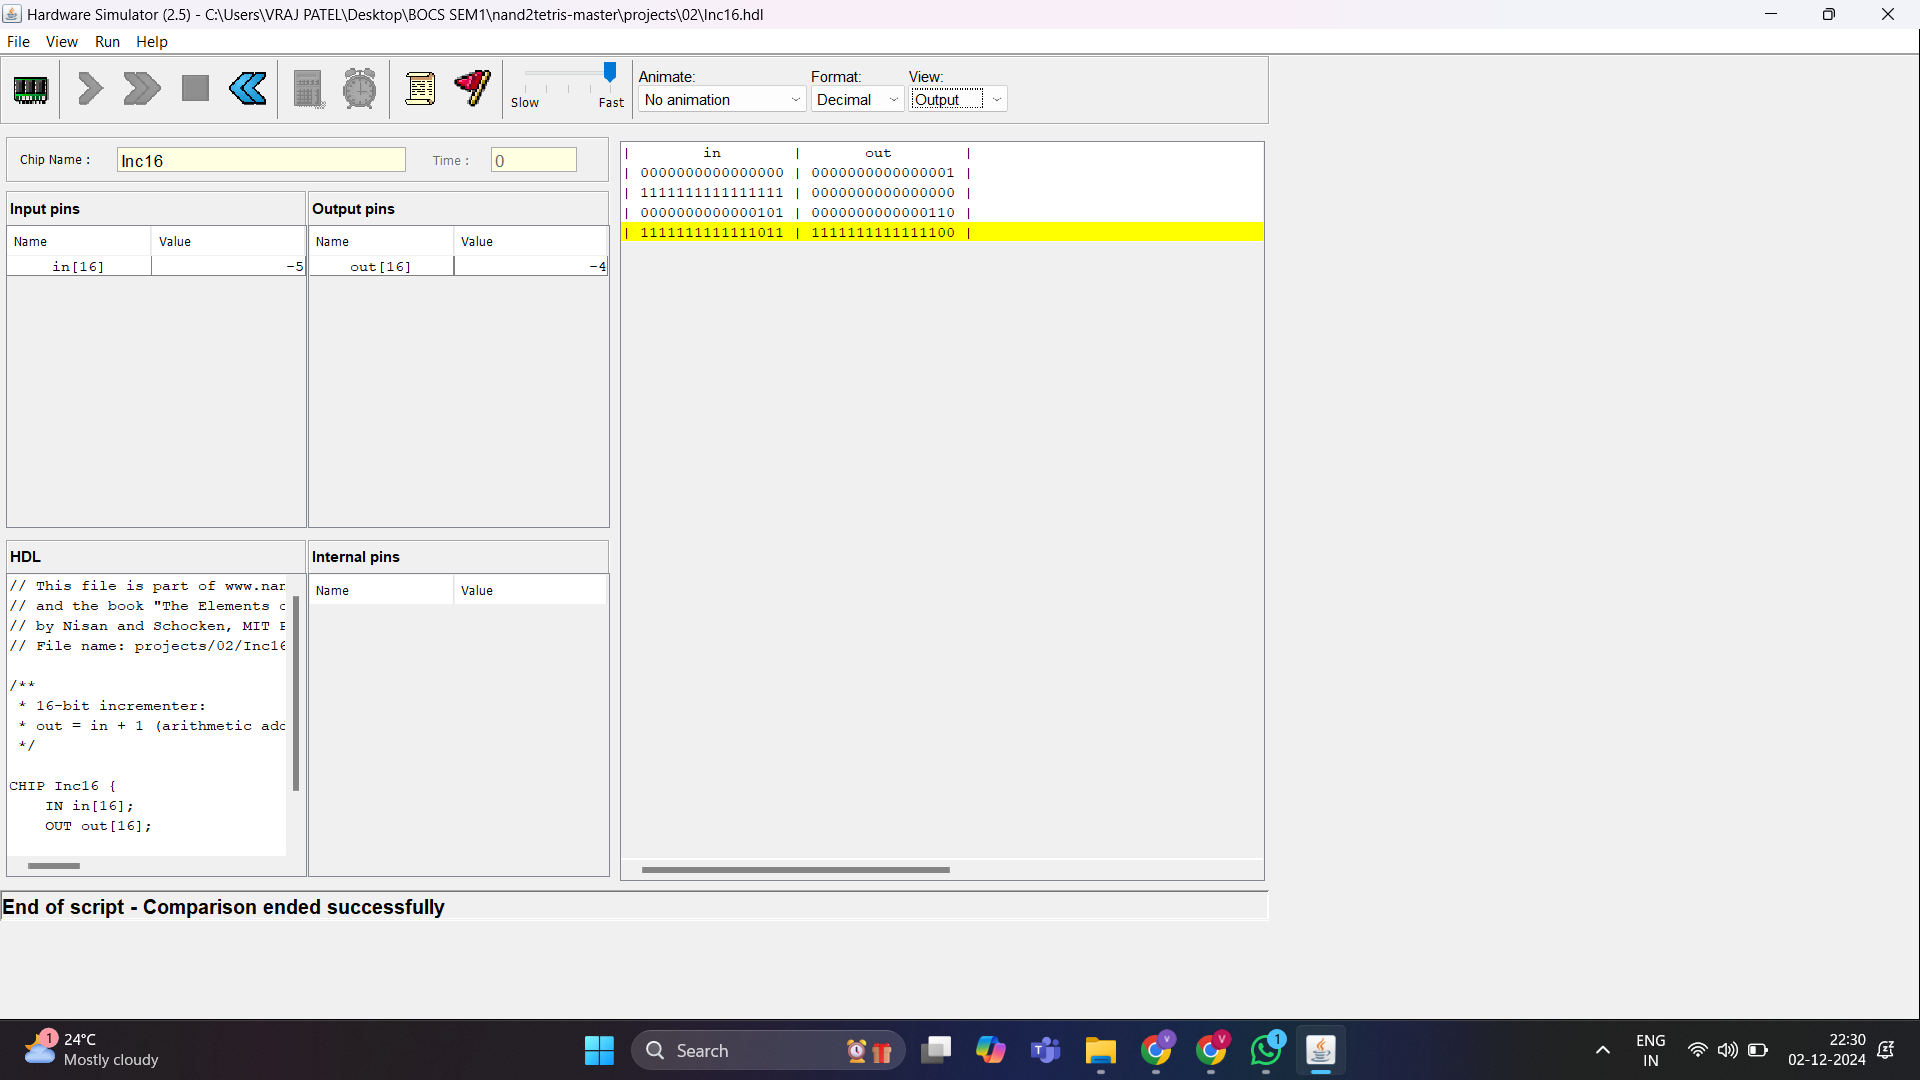 Hardware Simulator (2.5) - C:\Users\VRAJ PATEL\Desktop\BOCS SEM1\nand2tetris-master\projects\02\Inc16.hdl
File View Run Help
Slow Fast
Animate: Format: View:
No animation Decimal Output
Chip Name : Inc16 Time : 0
Input pins Output pins
Name Value Name Value
in[16] -5 out[16] -4
| in | out |
| 0000000000000000 | 0000000000000001 |
| 1111111111111111 | 0000000000000000 |
| 0000000000000101 | 0000000000000110 |
| 1111111111111011 | 1111111111111100 |
HDL Internal pins
Name Value
// This file is part of www.nan
// and the book "The Elements o
// by Nisan and Schocken, MIT P
// File name: projects/02/Inc16
/**
* 16-bit incrementer:
* out = in + 1 (arithmetic add
*/
CHIP Inc16 {
IN in[16];
OUT out[16];
End of script - Comparison ended successfully
1 24°C
Mostly cloudy
Search
V V 1
ENG
IN
22:30
02-12-2024